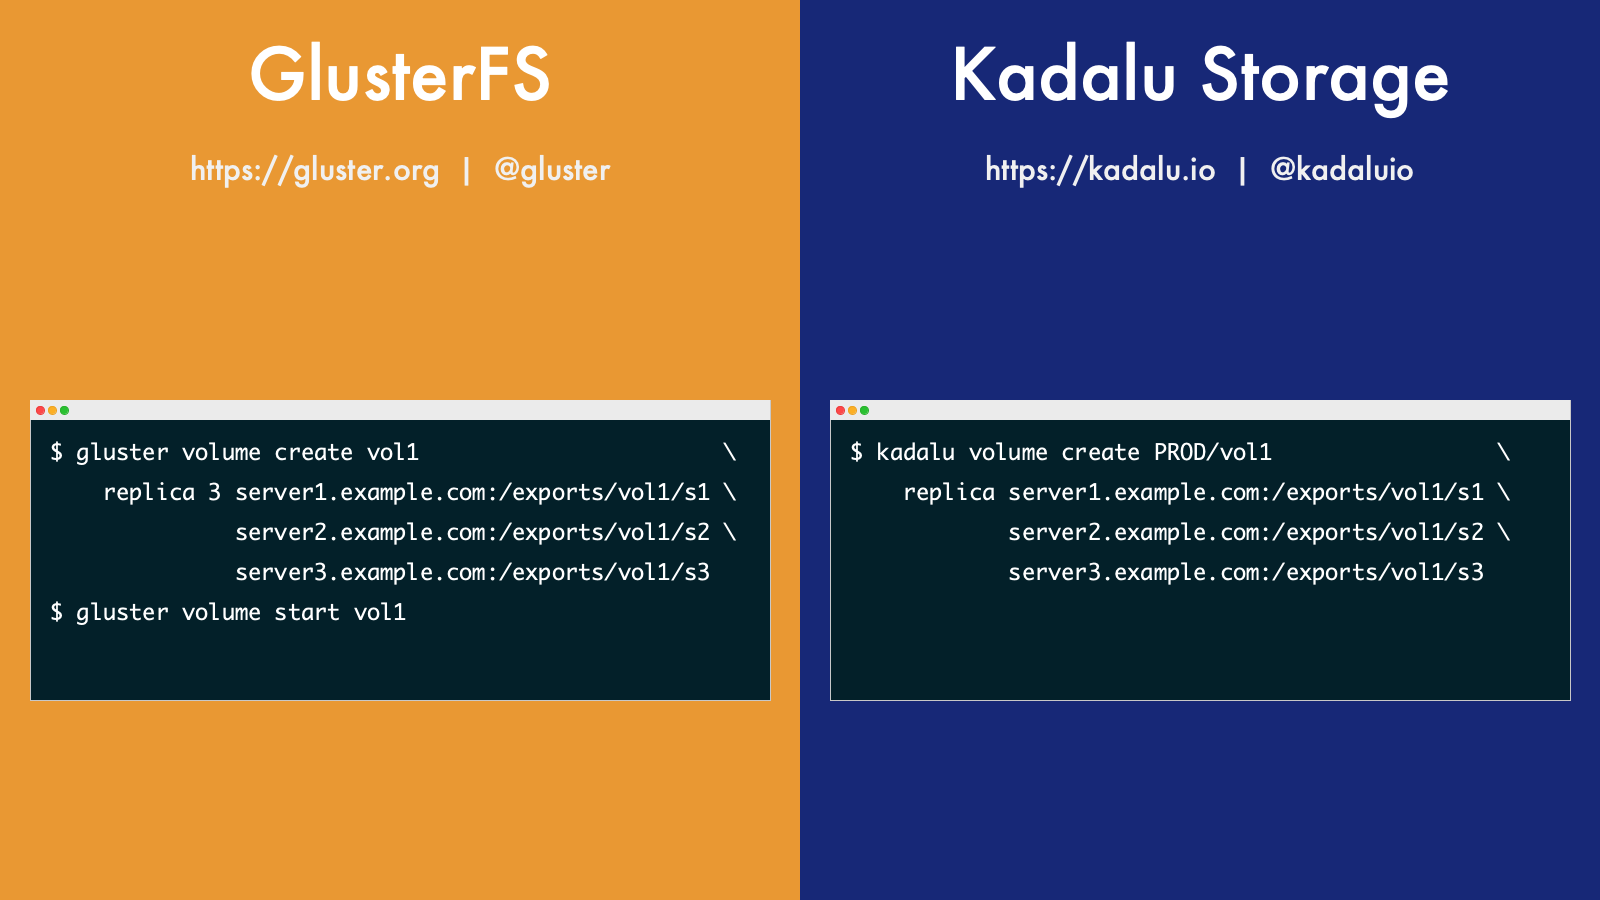 GlusterFS
https://gluster.org | @gluster
$ gluster volume create vol1 \
replica 3 server1.example.com:/exports/vol1/s1 \
server2.example.com:/exports/vol1/s2 \
server3.example.com:/exports/vol1/s3
$ gluster volume start vol1
Kadalu Storage
https://kadalu.io | @kadaluio
$ kadalu volume create PROD/vol1 \
replica server1.example.com:/exports/vol1/s1 \
server2.example.com:/exports/vol1/s2 \
server3.example.com:/exports/vol1/s3